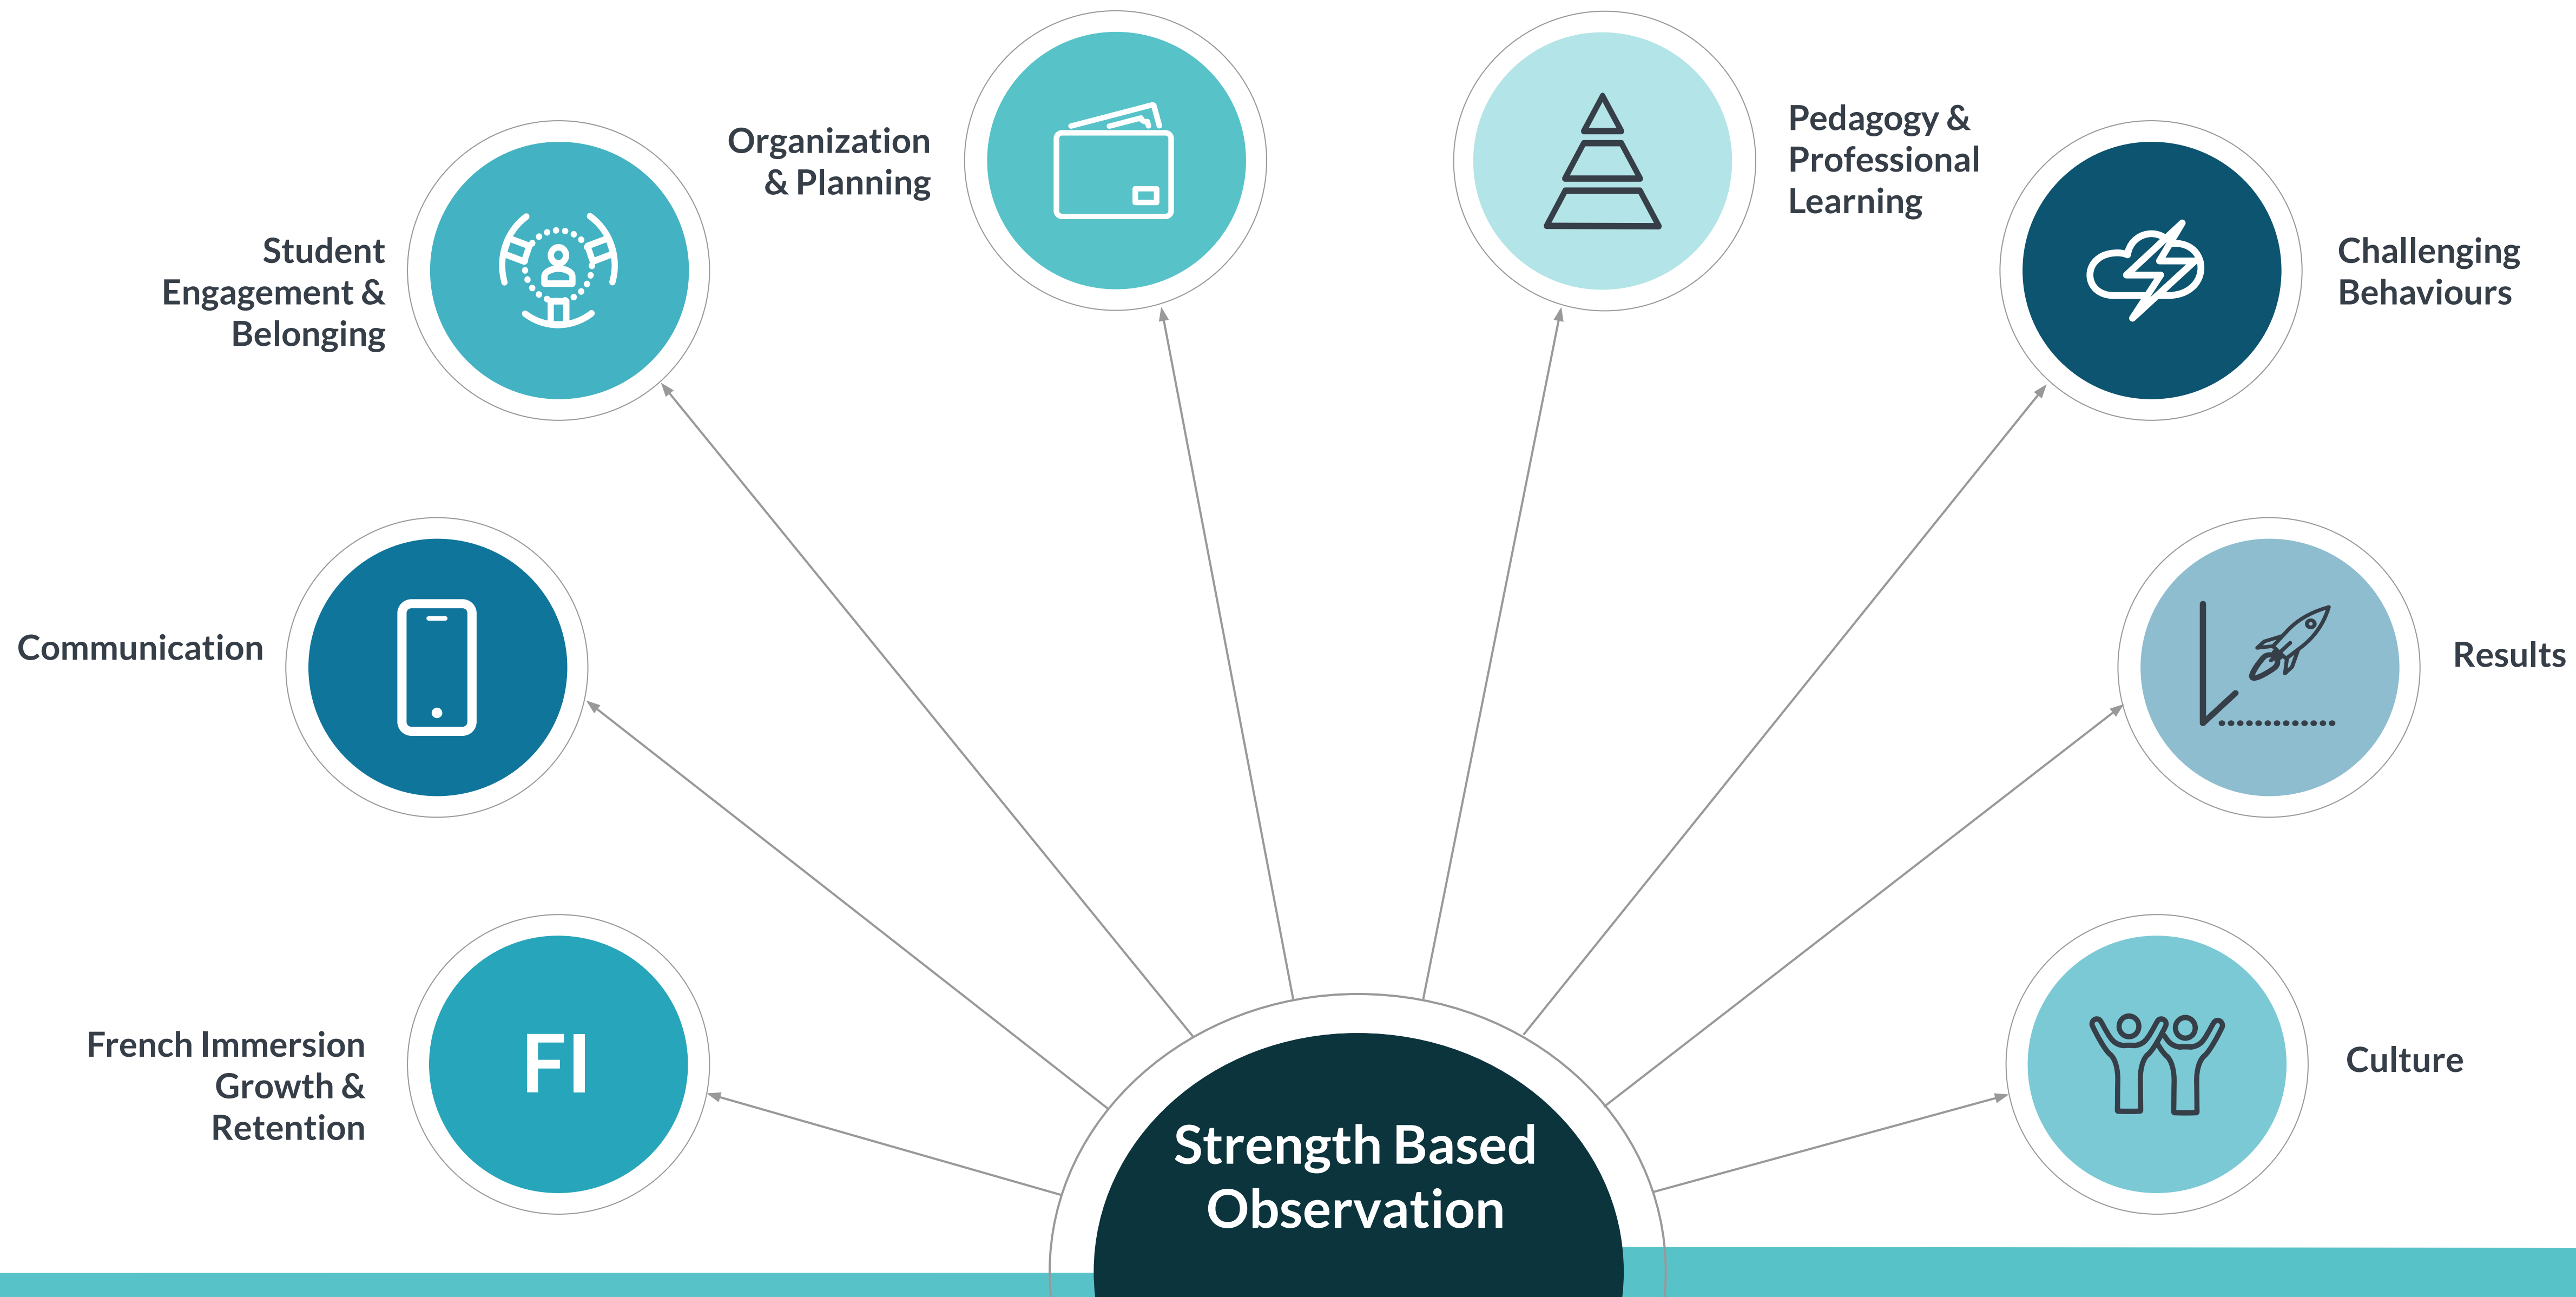 Organization
& Planning
Pedagogy &
Professional
Learning
Student
Engagement &
Belonging
Challenging
Behaviours
Communication
Results
French Immersion
Growth &
Retention
FI
Culture
Strength Based
Observation